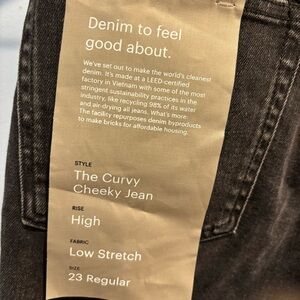 Denim to feel
good about.
We've set out to make the world's cleanest
denim. It's made at a LEED-certified
factory in Vietnam with some of the most
stringent sustainability practices in the
industry, like recycling 98% of its water
and air-drying all jeans. What's more:
The facility repurposes denim byproducts
to make bricks for affordable housing.
STYLE
The Curvy
Cheeky Jean
RISE
High
FABRIC
Low Stretch
SIZE
23 Regular